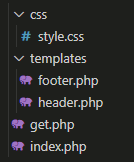 css
# style.css
templates
footer.php
header.php
get.php
index.php